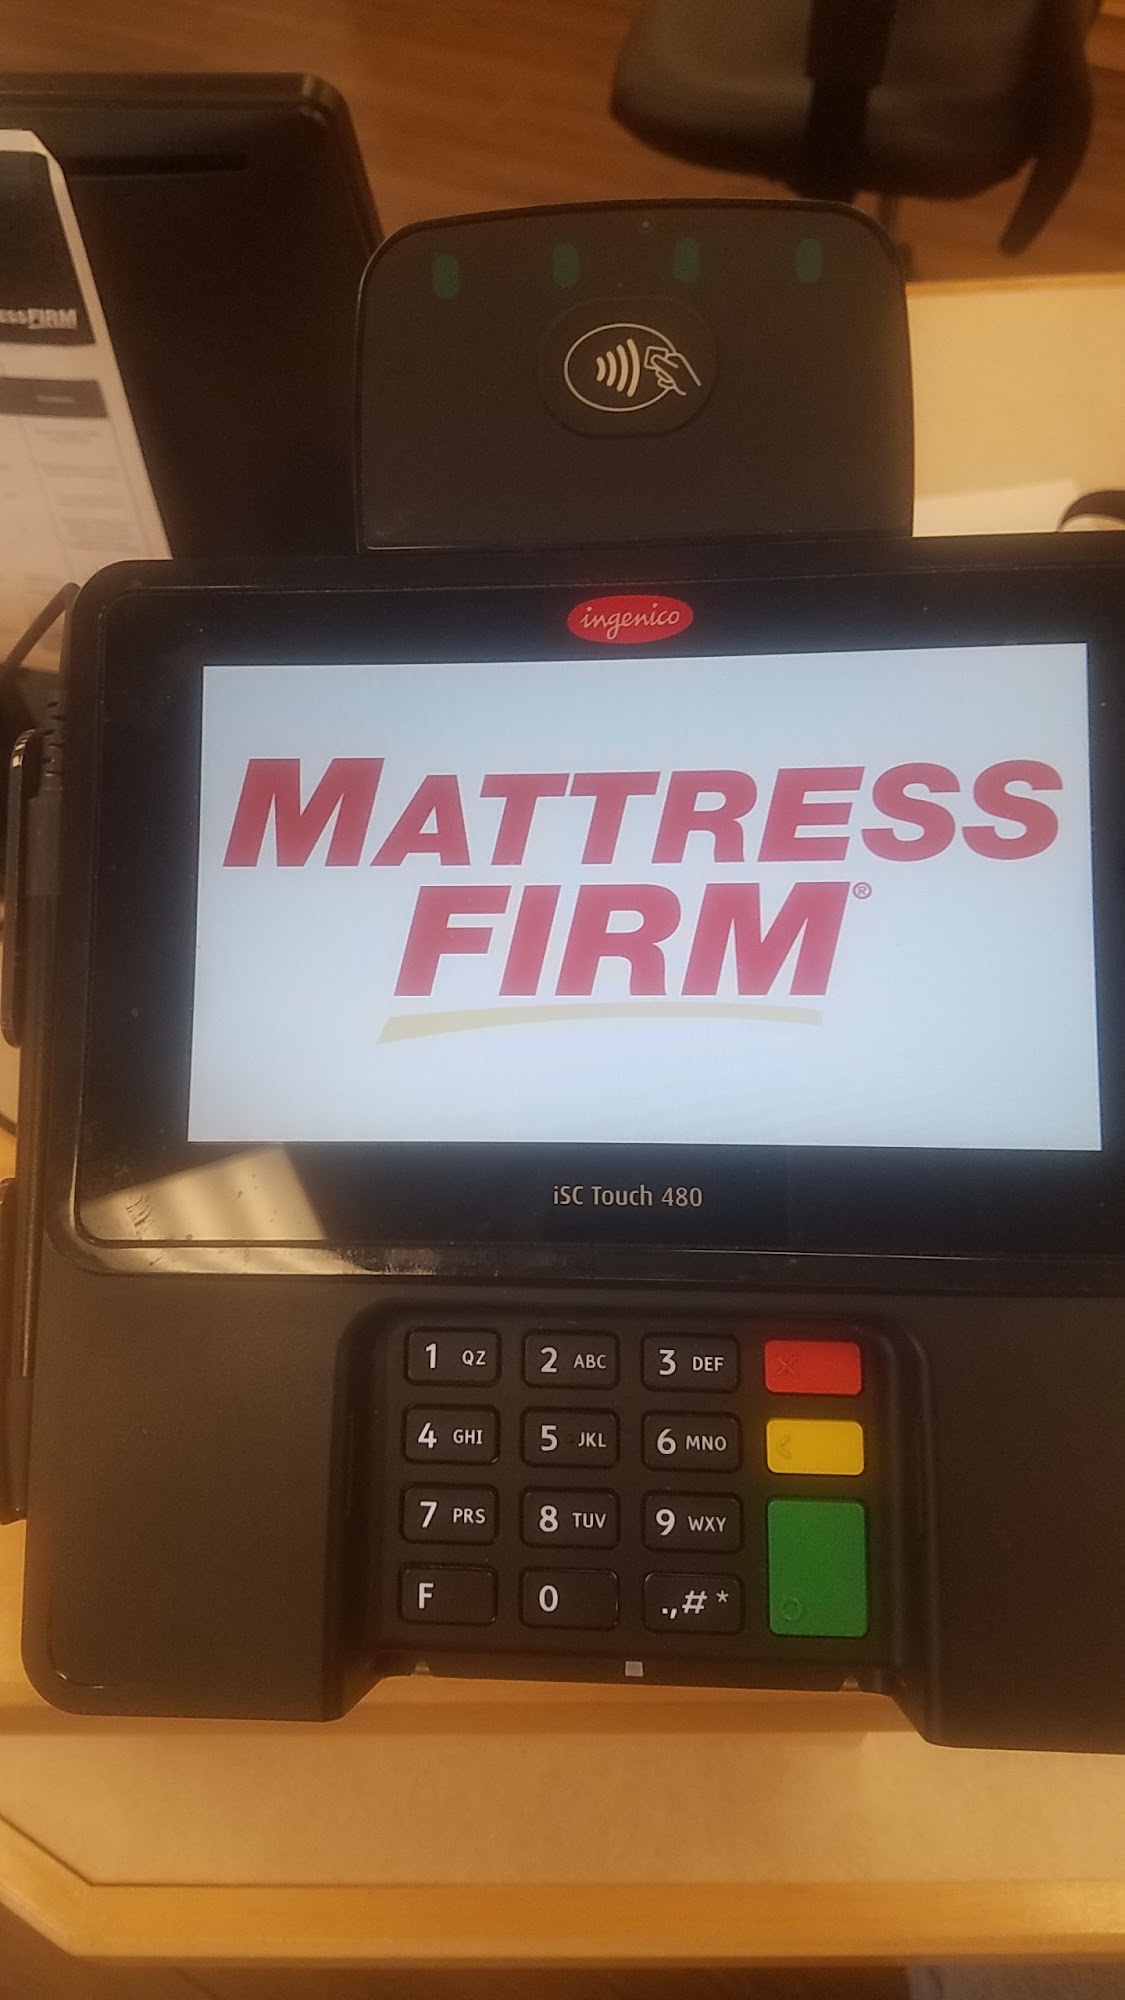 ESSFIRM
ingenico
MATTRESS
FIRM®
iSC Touch 480
1 QZ 2 ABC 3 DEF
4 GHI 5 JKL 6 MNO
7 PRS 8 TUV 9 WXY
F 0 .,#*